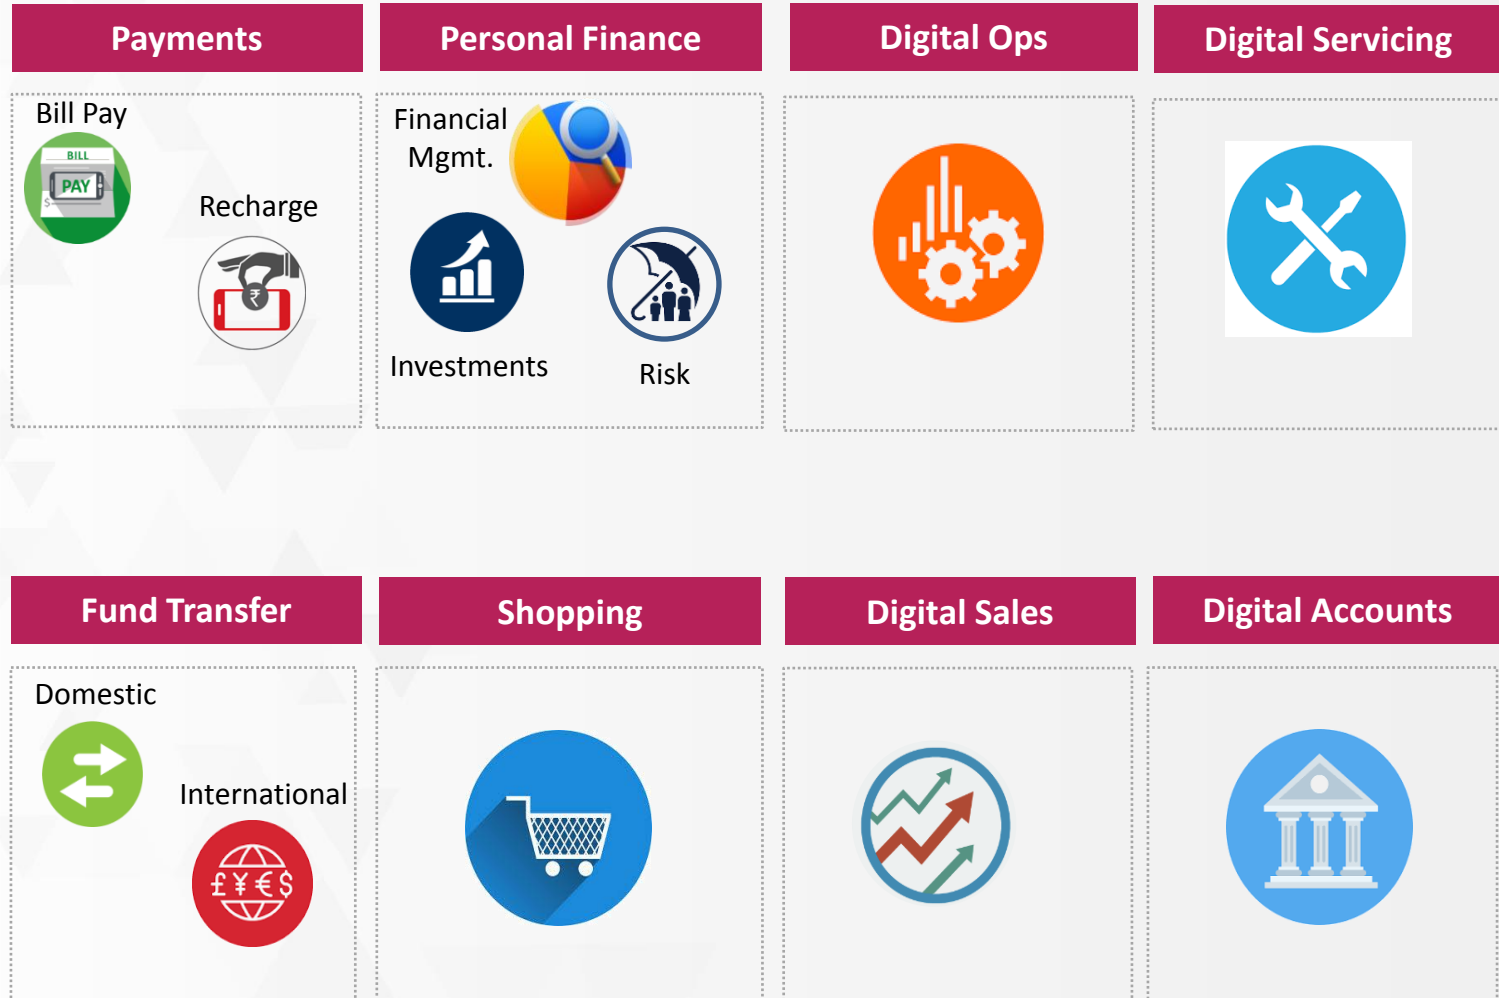 Payments
Personal Finance
Digital Ops
Digital Servicing
Bill Pay
BILL
PAY
$
Recharge
₹
Financial
Mgmt.
Investments
Risk
Fund Transfer
Shopping
Digital Sales
Digital Accounts
Domestic
International
£ ¥ € $